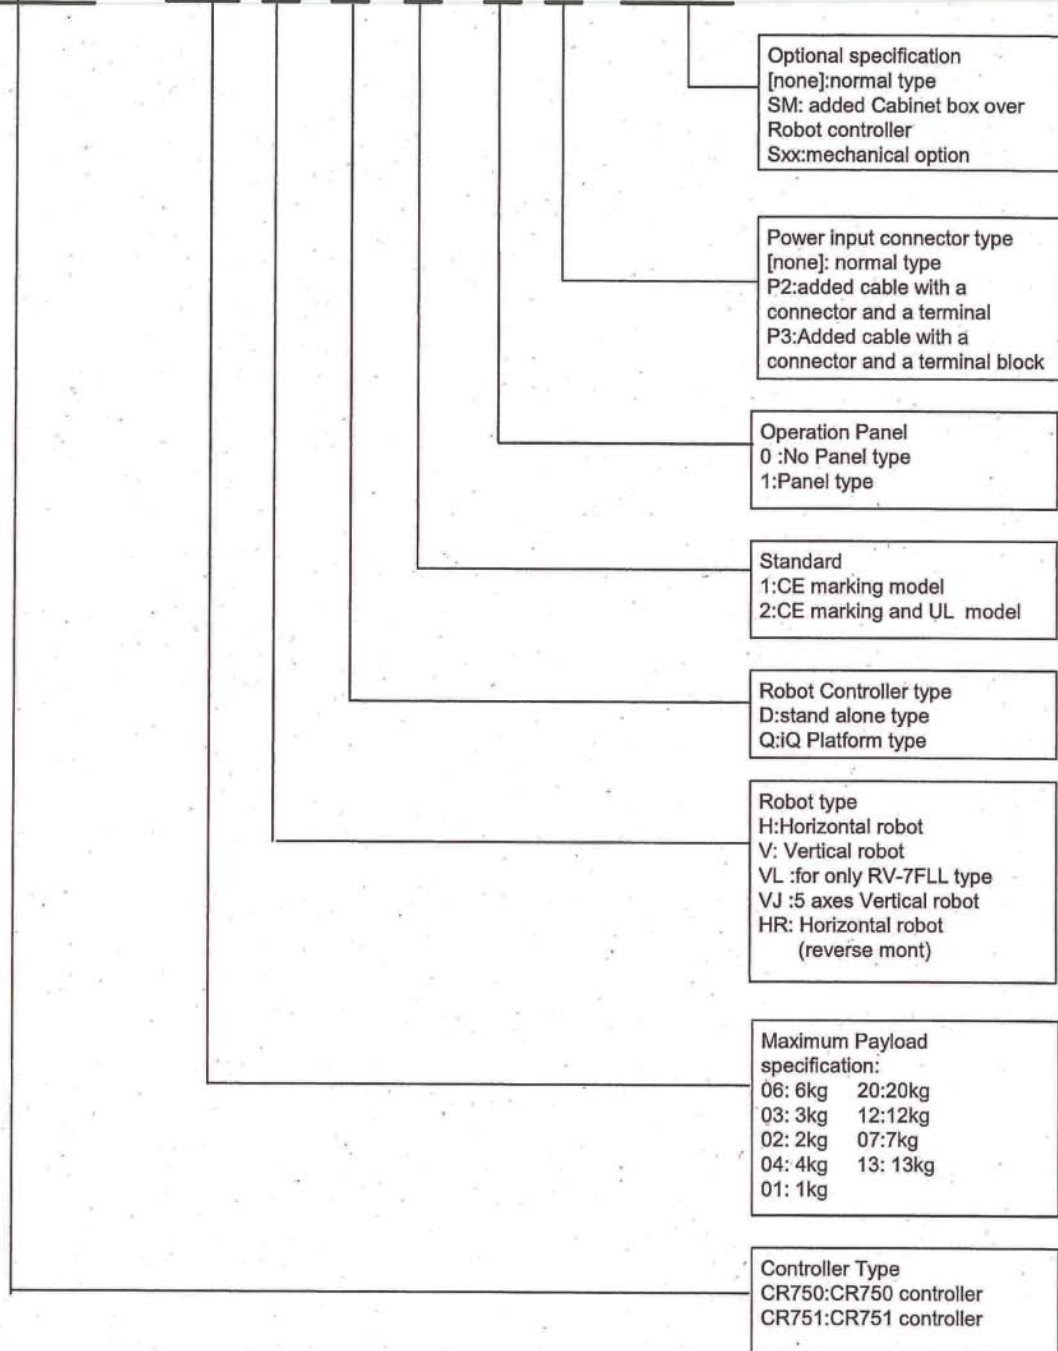 Optional specification
[none]:normal type
SM: added Cabinet box over
Robot controller
Sxx:mechanical option
Power input connector type
[none]: normal type
P2:added cable with a
connector and a terminal
P3:Added cable with a
connector and a terminal block
Operation Panel
0 :No Panel type
1:Panel type
Standard
1:CE marking model
2:CE marking and UL model
Robot Controller type
D:stand alone type
Q:iQ Platform type
Robot type
H:Horizontal robot
V: Vertical robot
VL :for only RV-7FLL type
VJ :5 axes Vertical robot
HR: Horizontal robot
(reverse mont)
Maximum Payload
specification:
06: 6kg 20:20kg
03: 3kg 12:12kg
02: 2kg 07:7kg
04: 4kg 13: 13kg
01: 1kg
Controller Type
CR750:CR750 controller
CR751:CR751 controller